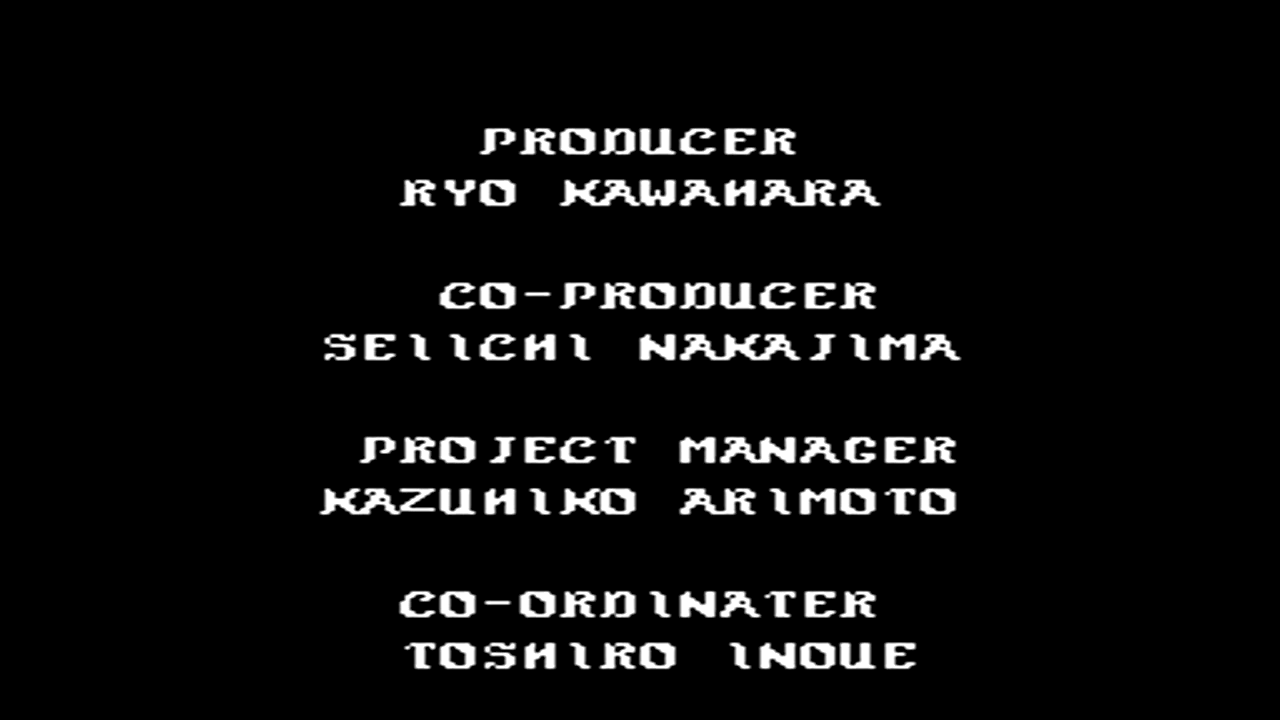 PRODUCER
RYO KAWAHARA
CO-PRODUCER
SEIICHI NAKAJIMA
PROJECT MANAGER
KAZUHIKO ARIMOTO
CO-ORDINATER
TOSHIRO INOUE